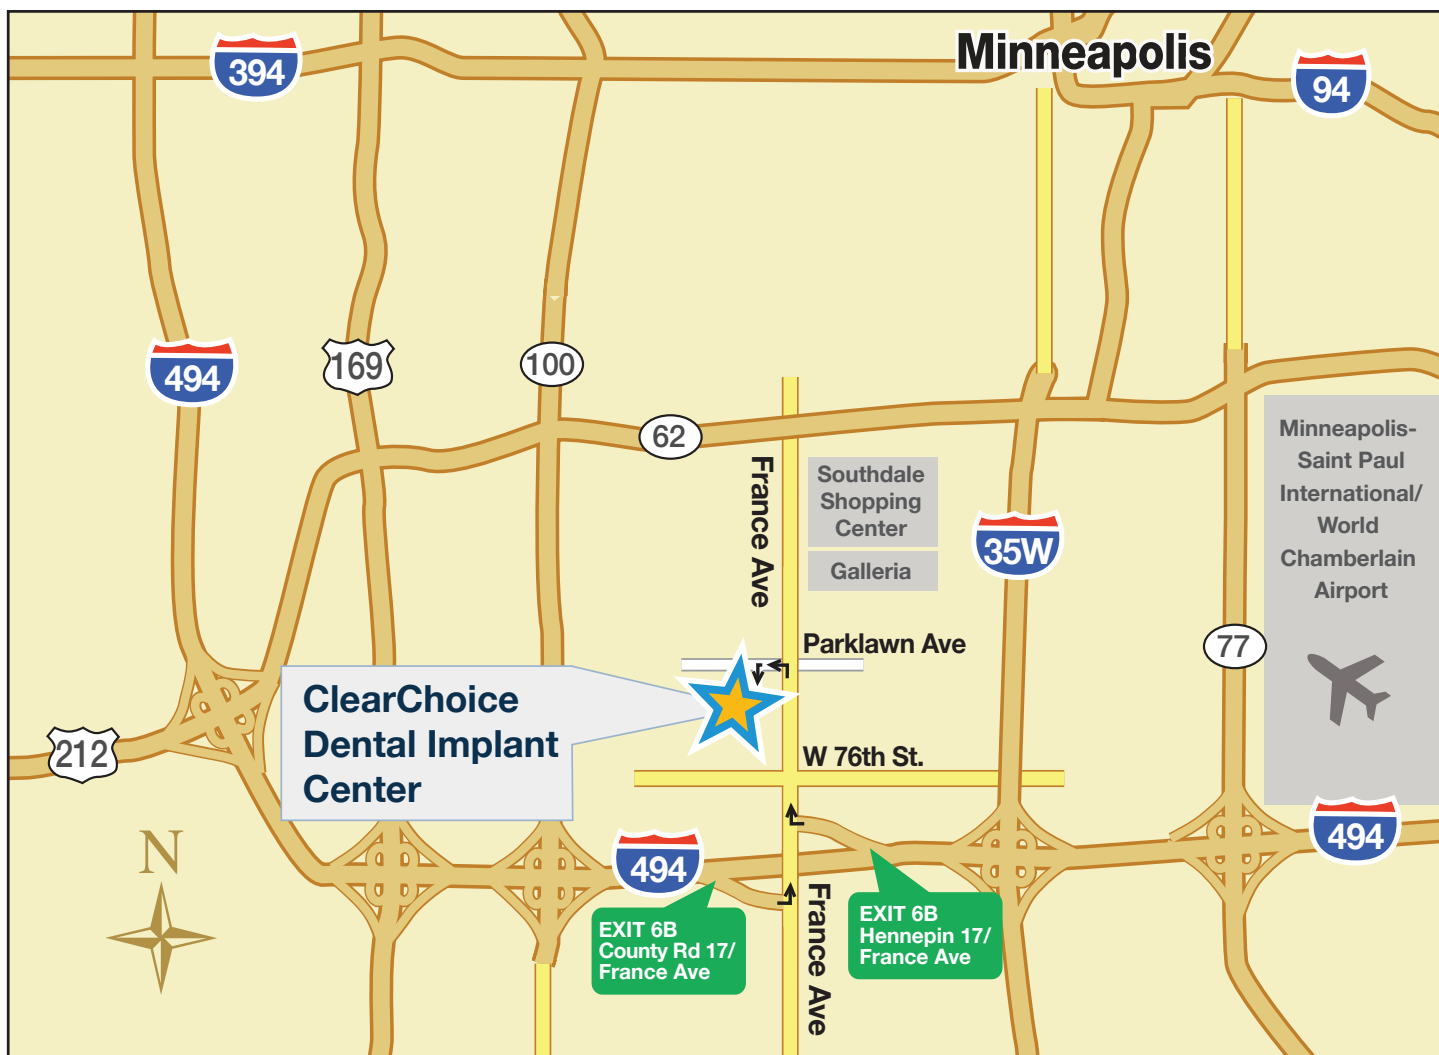 Minneapolis
394
94
494
169
100
62
France Ave
Southdale
Shopping
Center
Galleria
35W
Minneapolis-
Saint Paul
International/
World
Chamberlain
Airport
Parklawn Ave
77
ClearChoice
Dental Implant
Center
212
W 76th St.
N
494
494
EXIT 6B
County Rd 17/
France Ave
France Ave
EXIT 6B
Hennepin 17/
France Ave